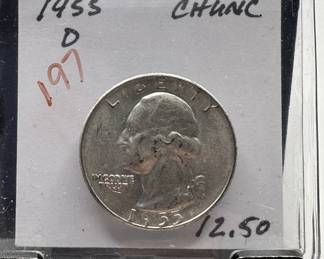 1955 CHUNC
D
197
LIBERTY
IN GOD WE
TRUST
1955
12.50